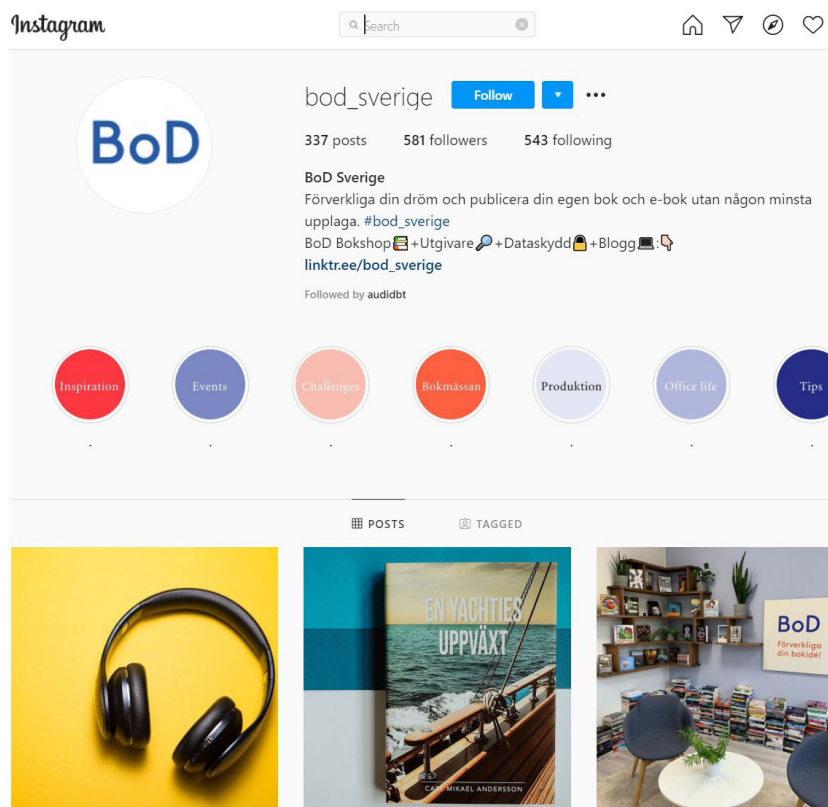 Instagram
Search
BoD
bod_sverige Follow
337 posts 581 followers 543 following
BoD Sverige
Förverkliga din dröm och publicera din egen bok och e-bok utan någon minsta
upplaga. #bod_sverige
BoD Bokshop📚+Utgivare🔎+Dataskydd🔒+Blogg💻:👇
linktr.ee/bod_sverige
Followed by audidbt
Inspiration Events Challenges Bokmässan Produktion Office life Tips
POSTS TAGGED
EN YACHTIES
UPPVÄXT
CARL MIKAEL ANDERSSON
BoD
Förverkliga
din bokidé!